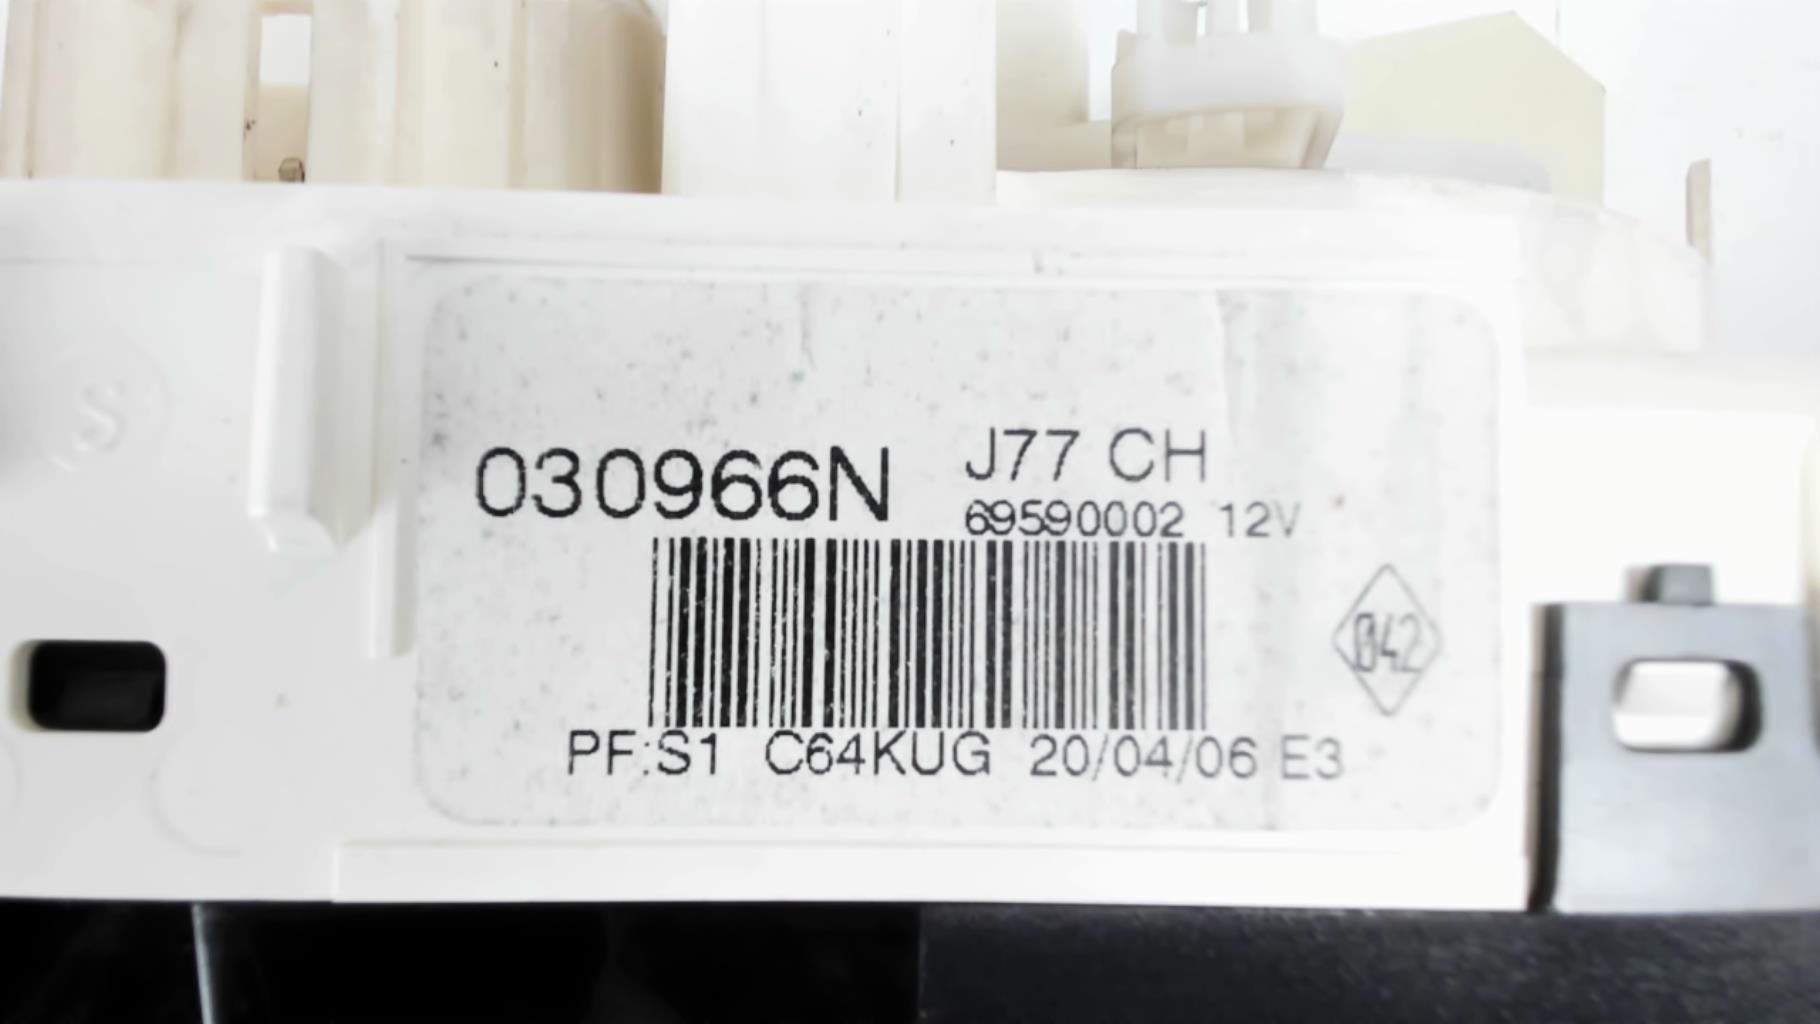 S
030966N
J77 CH
69590002 12V
042
PF:S1 C64KUG 20/04/06 E3